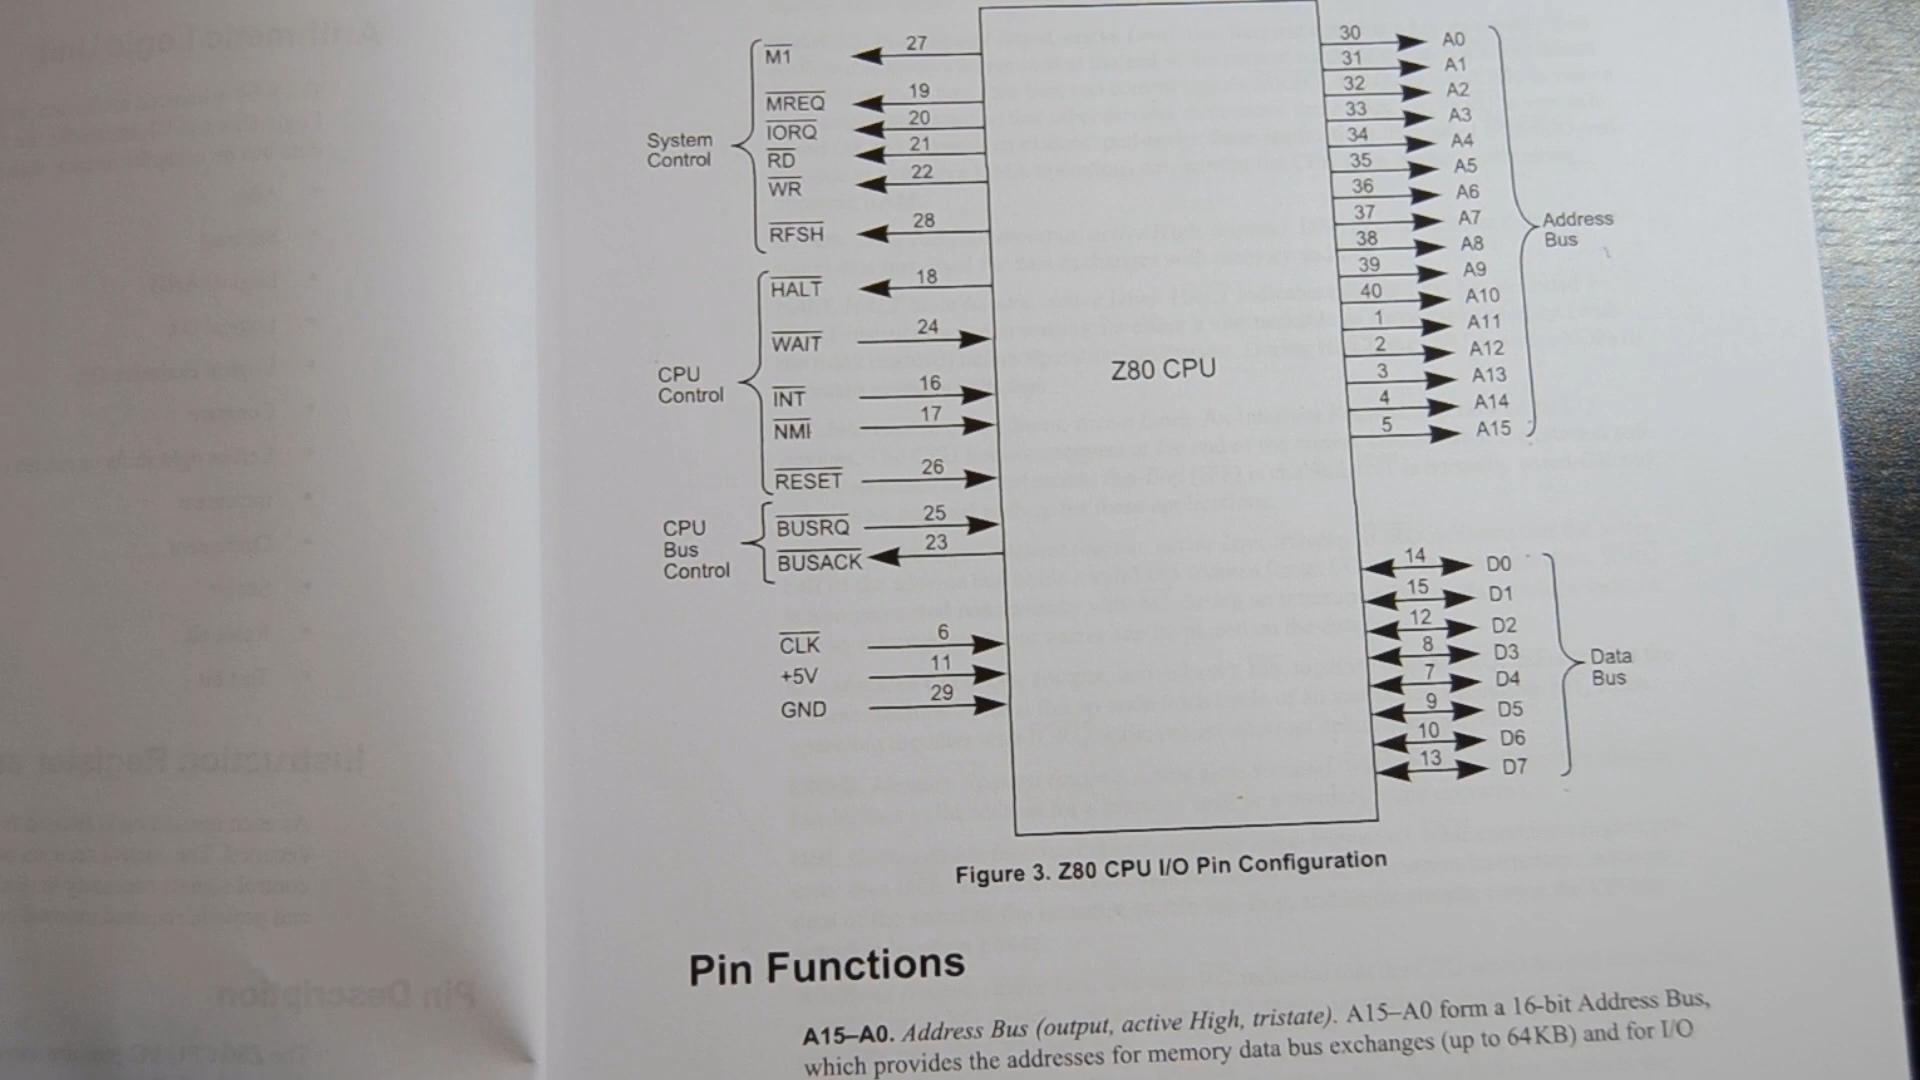 System
Control
M1 27
MREQ 19
IORQ 20
RD 21
WR 22
RFSH 28
CPU
Control
HALT 18
WAIT 24
INT 16
NMI 17
RESET 26
CPU
Bus
Control
BUSRQ 25
BUSACK 23
CLK 6
+5V 11
GND 29
Z80 CPU
30 A0
31 A1
32 A2
33 A3
34 A4
35 A5
36 A6
37 A7
38 A8
39 A9
40 A10
1 A11
2 A12
3 A13
4 A14
5 A15
Address
Bus
14 D0
15 D1
12 D2
8 D3
7 D4
9 D5
10 D6
13 D7
Data
Bus
Figure 3. Z80 CPU I/O Pin Configuration
Pin Functions
A15–A0. Address Bus (output, active High, tristate). A15–A0 form a 16-bit Address Bus,
which provides the addresses for memory data bus exchanges (up to 64KB) and for I/O